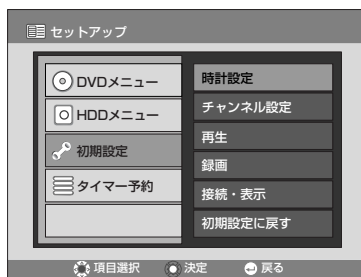 セットアップ
DVDメニュー
HDDメニュー
初期設定
タイマー予約
時計設定
チャンネル設定
再生
録画
接続・表示
初期設定に戻す
項目選択 決定 戻る